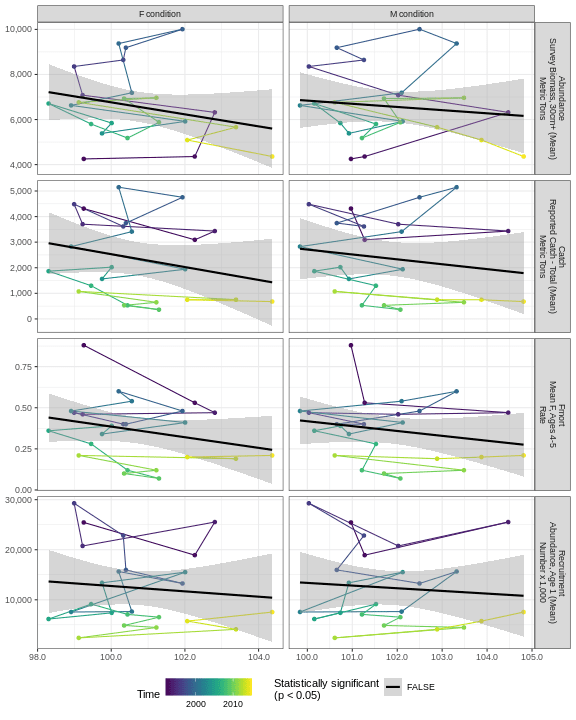 F condition
M condition
10,000
8,000
6,000
4,000
Abundance
Survey Biomass, 30cm+ (Mean)
Metric Tons
5,000
4,000
3,000
2,000
1,000
0
Catch
Reported Catch - Total (Mean)
Metric Tons
0.75
0.50
0.25
0.00
Fmort
Mean F, Ages 4-5
Rate
30,000
20,000
10,000
Recruitment
Abundance, Age 1 (Mean)
Number x 1,000
98.0 100.0 102.0 104.0
100.0 101.0 102.0 103.0 104.0 105.0
Time
2000 2010
Statistically significant
(p < 0.05)
FALSE